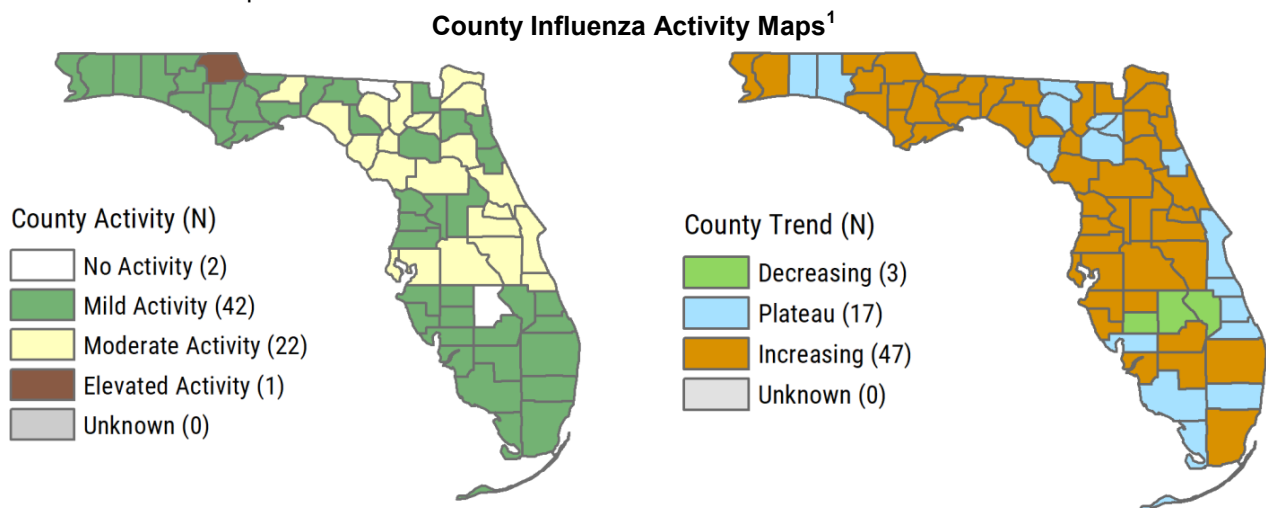 County Influenza Activity Maps1
County Activity (N)
No Activity (2)
Mild Activity (42)
Moderate Activity (22)
Elevated Activity (1)
Unknown (0)
County Trend (N)
Decreasing (3)
Plateau (17)
Increasing (47)
Unknown (0)